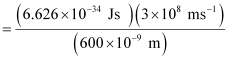 = (6.626×10⁻³⁴ Js )(3×10⁸ ms⁻¹) / (600×10⁻⁹ m)